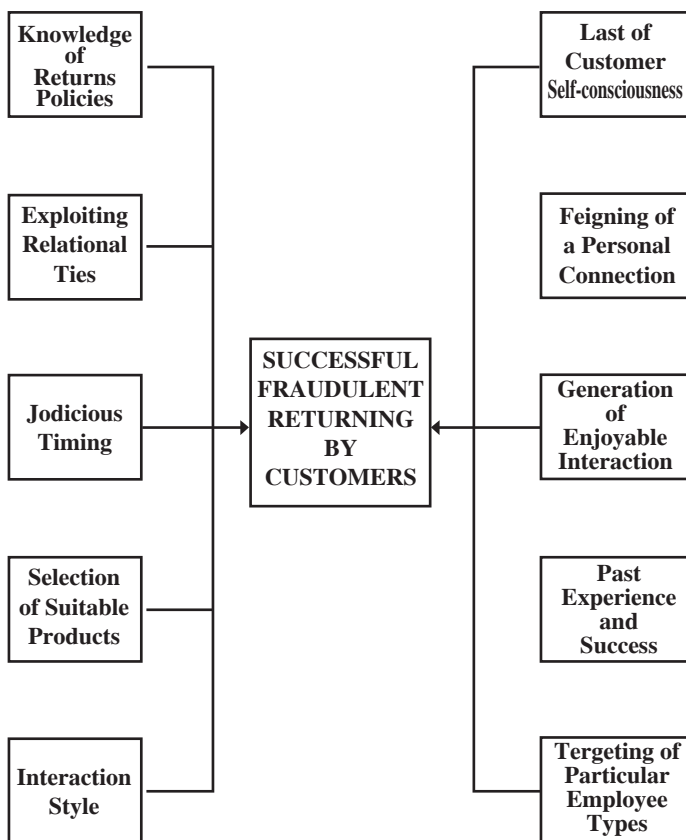 Knowledge
of
Returns
Policies
Exploiting
Relational
Ties
Jodicious
Timing
Selection
of Suitable
Products
Interaction
Style
SUCCESSFUL
FRAUDULENT
RETURNING
BY
CUSTOMERS
Last of
Customer
Self-consciousness
Feigning of
a Personal
Connection
Generation
of
Enjoyable
Interaction
Past
Experience
and
Success
Tergeting of
Particular
Employee
Types